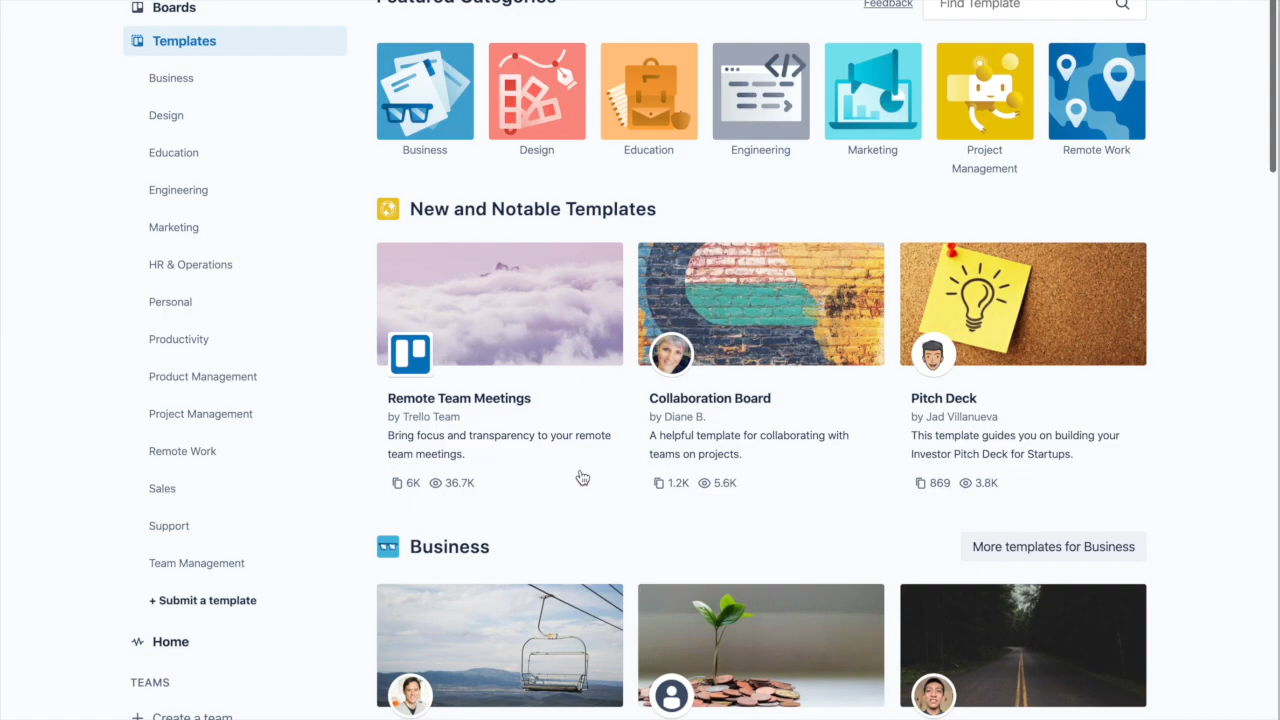 Boards
Templates
Business
Design
Education
Engineering
Marketing
HR & Operations
Personal
Productivity
Product Management
Project Management
Remote Work
Sales
Support
Team Management
+ Submit a template
Home
TEAMS
Create a team
Featured Categories
Feedback
Find Template
Business
Design
Education
Engineering
Marketing
Project
Management
Remote Work
New and Notable Templates
Remote Team Meetings
by Trello Team
Bring focus and transparency to your remote
team meetings.
6K 36.7K
Collaboration Board
by Diane B.
A helpful template for collaborating with
teams on projects.
1.2K 5.6K
Pitch Deck
by Jad Villanueva
This template guides you on building your
Investor Pitch Deck for Startups.
869 3.8K
Business
More templates for Business